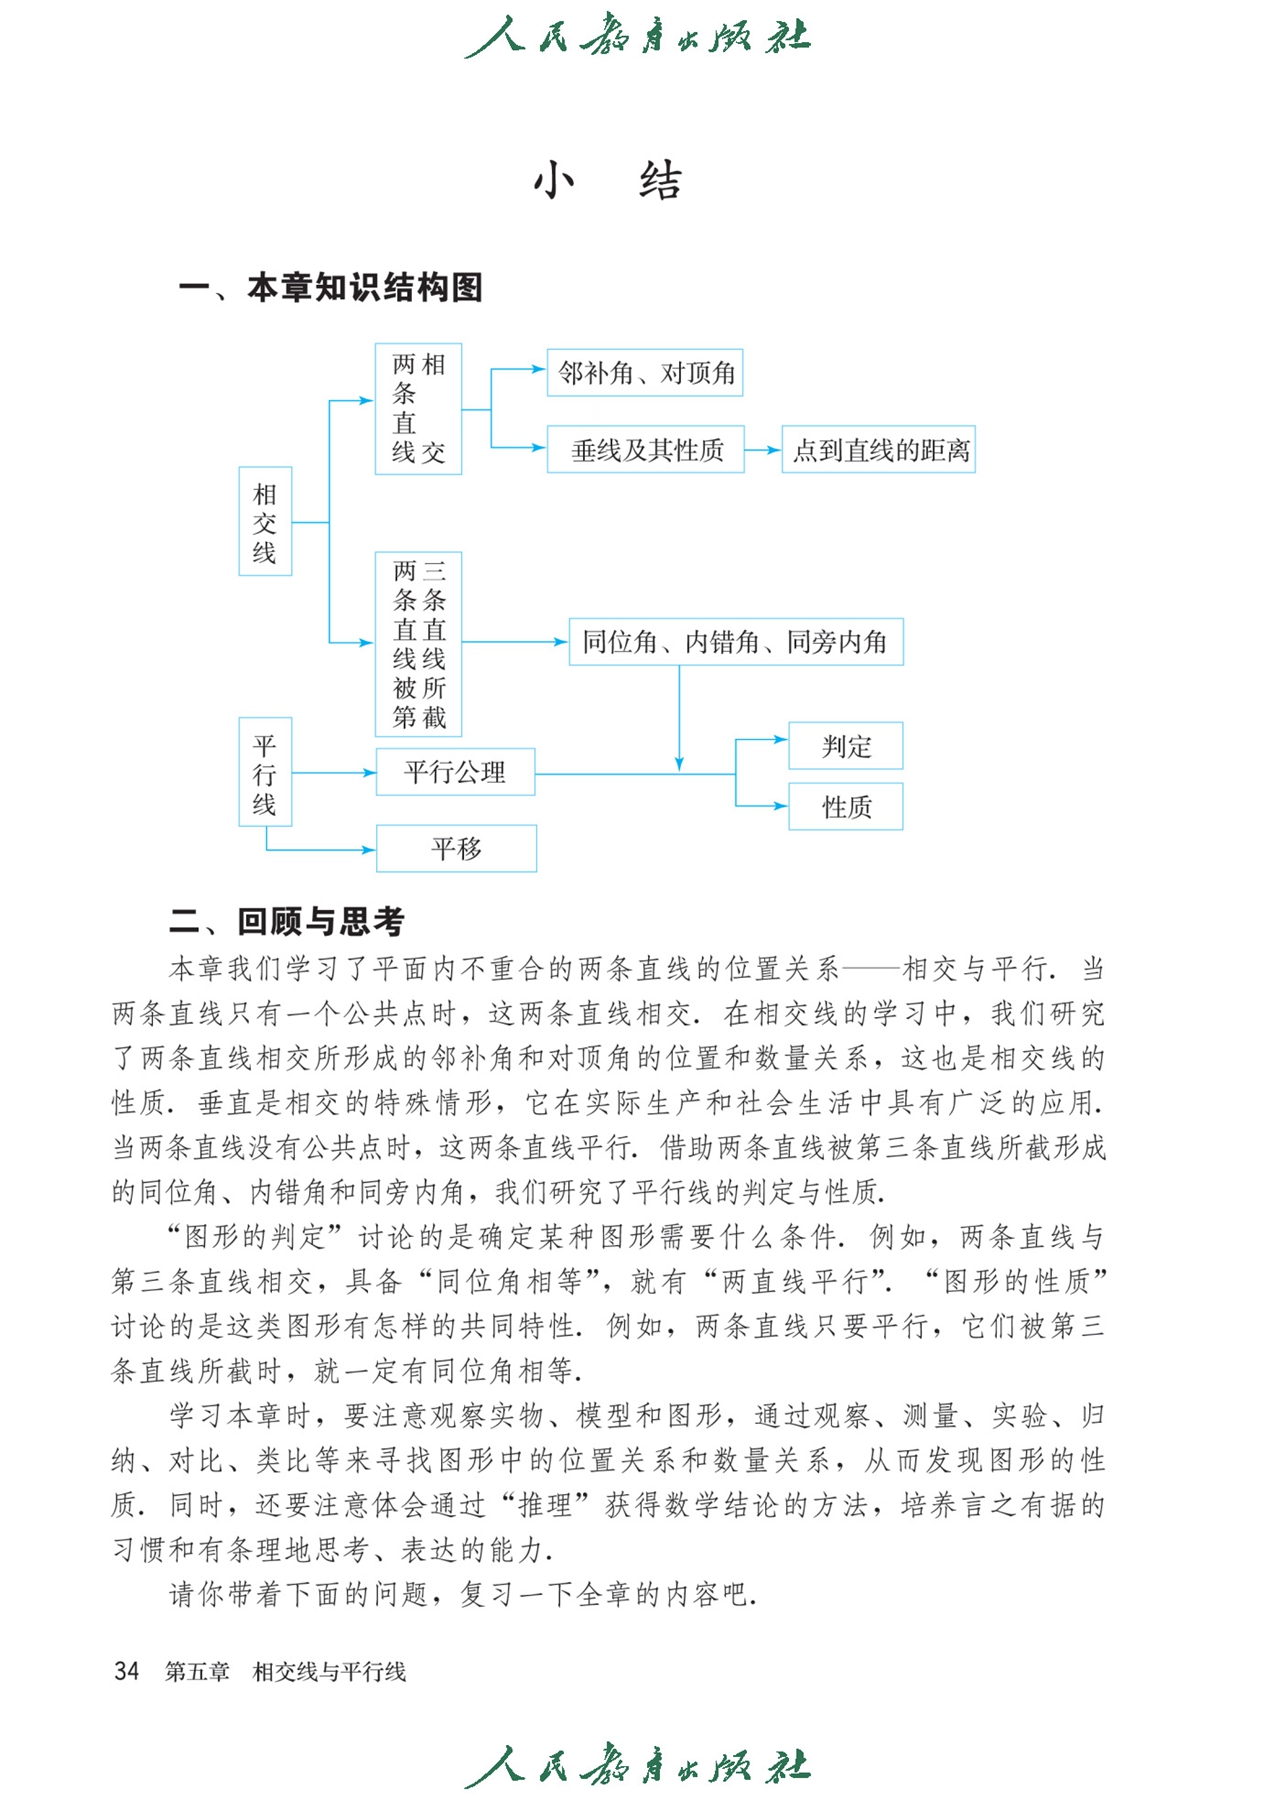 人民教育出版社
小 结
一、本章知识结构图
两条直线相交
邻补角、对顶角
垂线及其性质
点到直线的距离
相交线
两条直线被第三条直线所截
同位角、内错角、同旁内角
平行线
平行公理
判定
性质
平移
二、回顾与思考
本章我们学习了平面内不重合的两条直线的位置关系——相交与平行．当
两条直线只有一个公共点时，这两条直线相交．在相交线的学习中，我们研究
了两条直线相交所形成的邻补角和对顶角的位置和数量关系，这也是相交线的
性质．垂直是相交的特殊情形，它在实际生产和社会生活中具有广泛的应用．
当两条直线没有公共点时，这两条直线平行．借助两条直线被第三条直线所截形成
的同位角、内错角和同旁内角，我们研究了平行线的判定与性质．
“图形的判定”讨论的是确定某种图形需要什么条件．例如，两条直线与
第三条直线相交，具备“同位角相等”，就有“两直线平行”．“图形的性质”
讨论的是这类图形有怎样的共同特性．例如，两条直线只要平行，它们被第三
条直线所截时，就一定有同位角相等．
学习本章时，要注意观察实物、模型和图形，通过观察、测量、实验、归
纳、对比、类比等来寻找图形中的位置关系和数量关系，从而发现图形的性
质．同时，还要注意体会通过“推理”获得数学结论的方法，培养言之有据的
习惯和有条理地思考、表达的能力．
请你带着下面的问题，复习一下全章的内容吧．
34 第五章 相交线与平行线
人民教育出版社